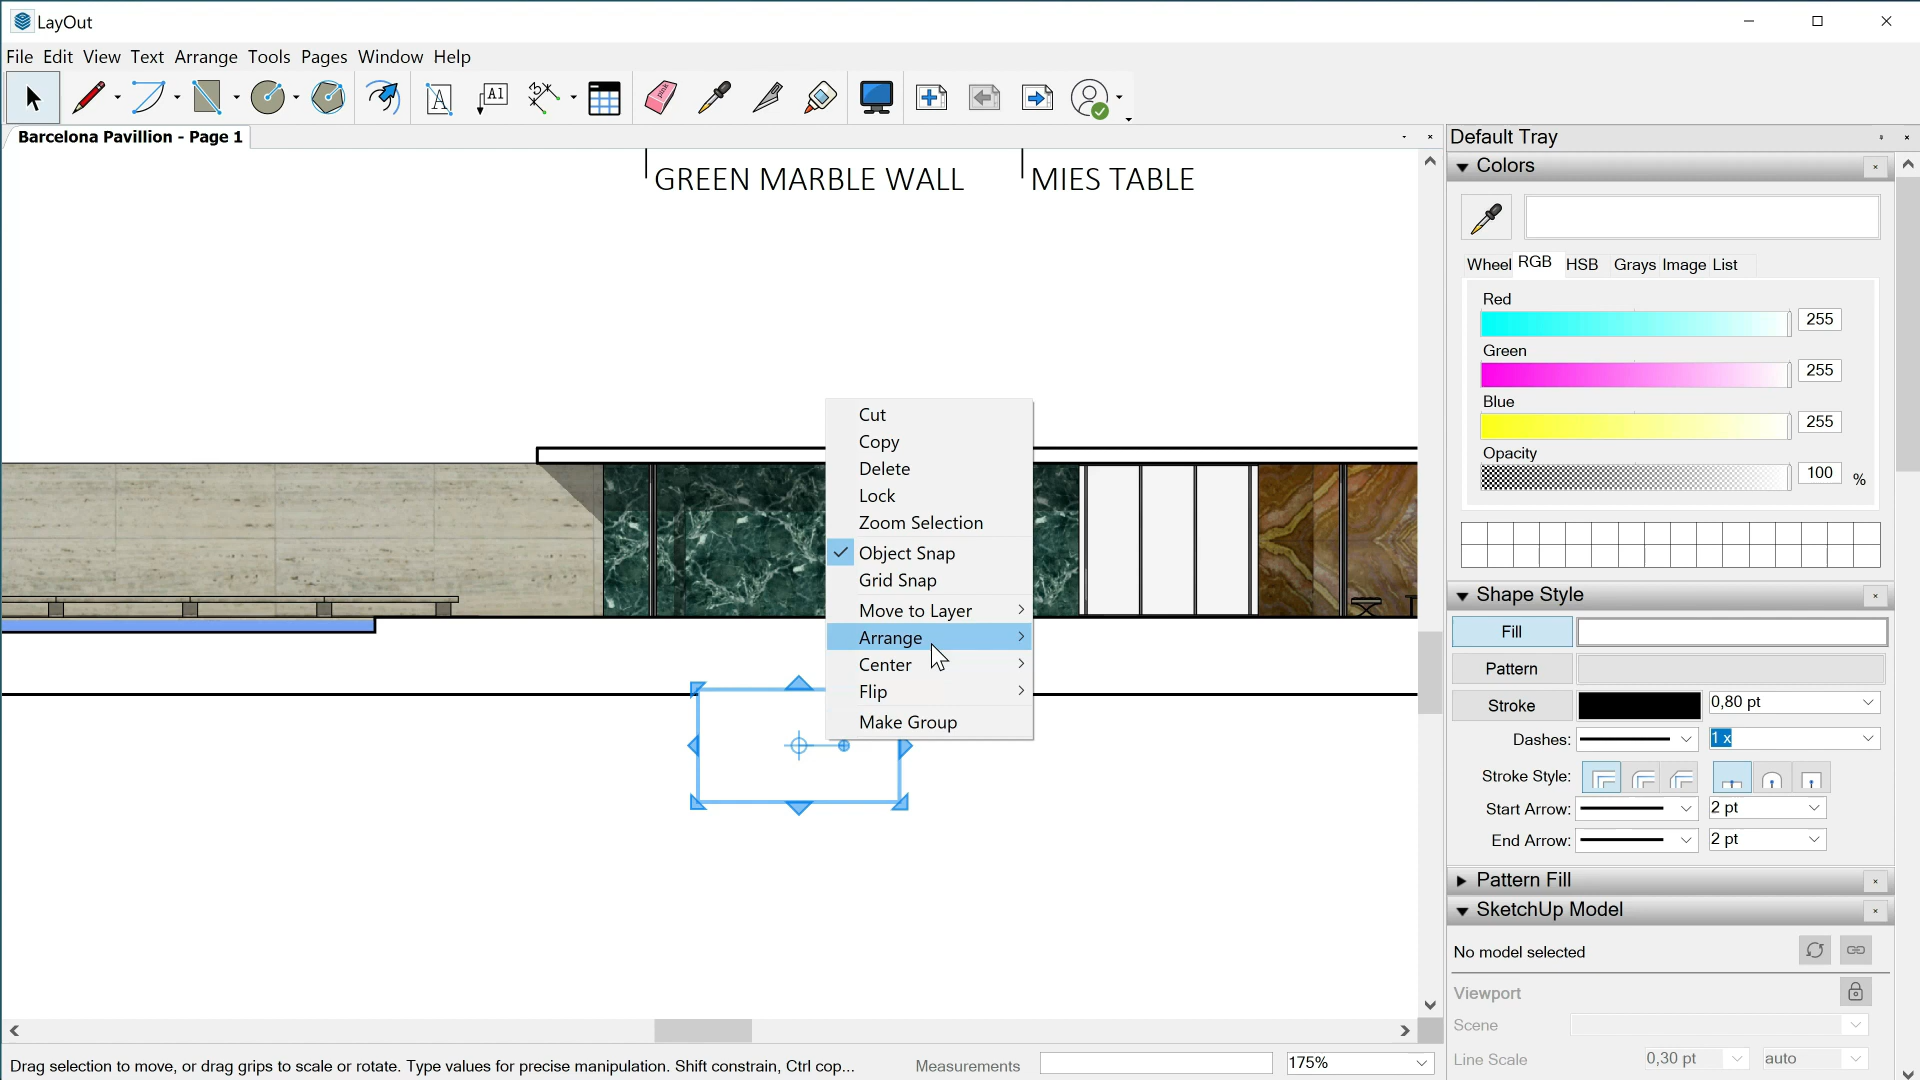 LayOut
File Edit View Text Arrange Tools Pages Window Help
A A1
pink
Barcelona Pavillion - Page 1
GREEN MARBLE WALL MIES TABLE
Cut
Copy
Delete
Lock
Zoom Selection
Object Snap
Grid Snap
Move to Layer
Arrange
Center
Flip
Make Group
Default Tray
Colors
Wheel RGB HSB Grays Image List
Red
255
Green
255
Blue
255
Opacity
100 %
Shape Style
Fill
Pattern
Stroke 0,80 pt
Dashes: 1 x
Stroke Style:
Start Arrow: 2 pt
End Arrow: 2 pt
Pattern Fill
SketchUp Model
No model selected
Viewport
Scene
Line Scale 0,30 pt auto
Drag selection to move, or drag grips to scale or rotate. Type values for precise manipulation. Shift constrain, Ctrl cop... Measurements 175%